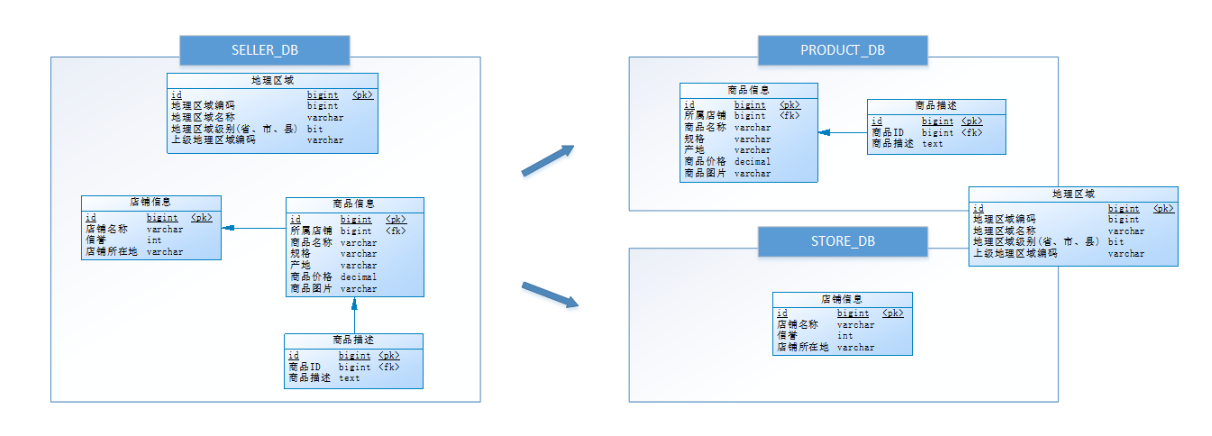 SELLER_DB
地理区域
id bigint <pk>
地理区域编码 bigint
地理区域名称 varchar
地理区域级别(省、市、县) bit
上级地理区域编码 varchar
店铺信息
id bigint <pk>
店铺名称 varchar
信誉 int
店铺所在地 varchar
商品信息
id bigint <pk>
所属店铺 bigint <fk>
商品名称 varchar
规格 varchar
产地 varchar
商品价格 decimal
商品图片 varchar
商品描述
id bigint <pk>
商品ID bigint <fk>
商品描述 text
PRODUCT_DB
商品信息
id bigint <pk>
所属店铺 bigint <fk>
商品名称 varchar
规格 varchar
产地 varchar
商品价格 decimal
商品图片 varchar
商品描述
id bigint <pk>
商品ID bigint <fk>
商品描述 text
地理区域
id bigint <pk>
地理区域编码 bigint
地理区域名称 varchar
地理区域级别(省、市、县) bit
上级地理区域编码 varchar
STORE_DB
店铺信息
id bigint <pk>
店铺名称 varchar
信誉 int
店铺所在地 varchar